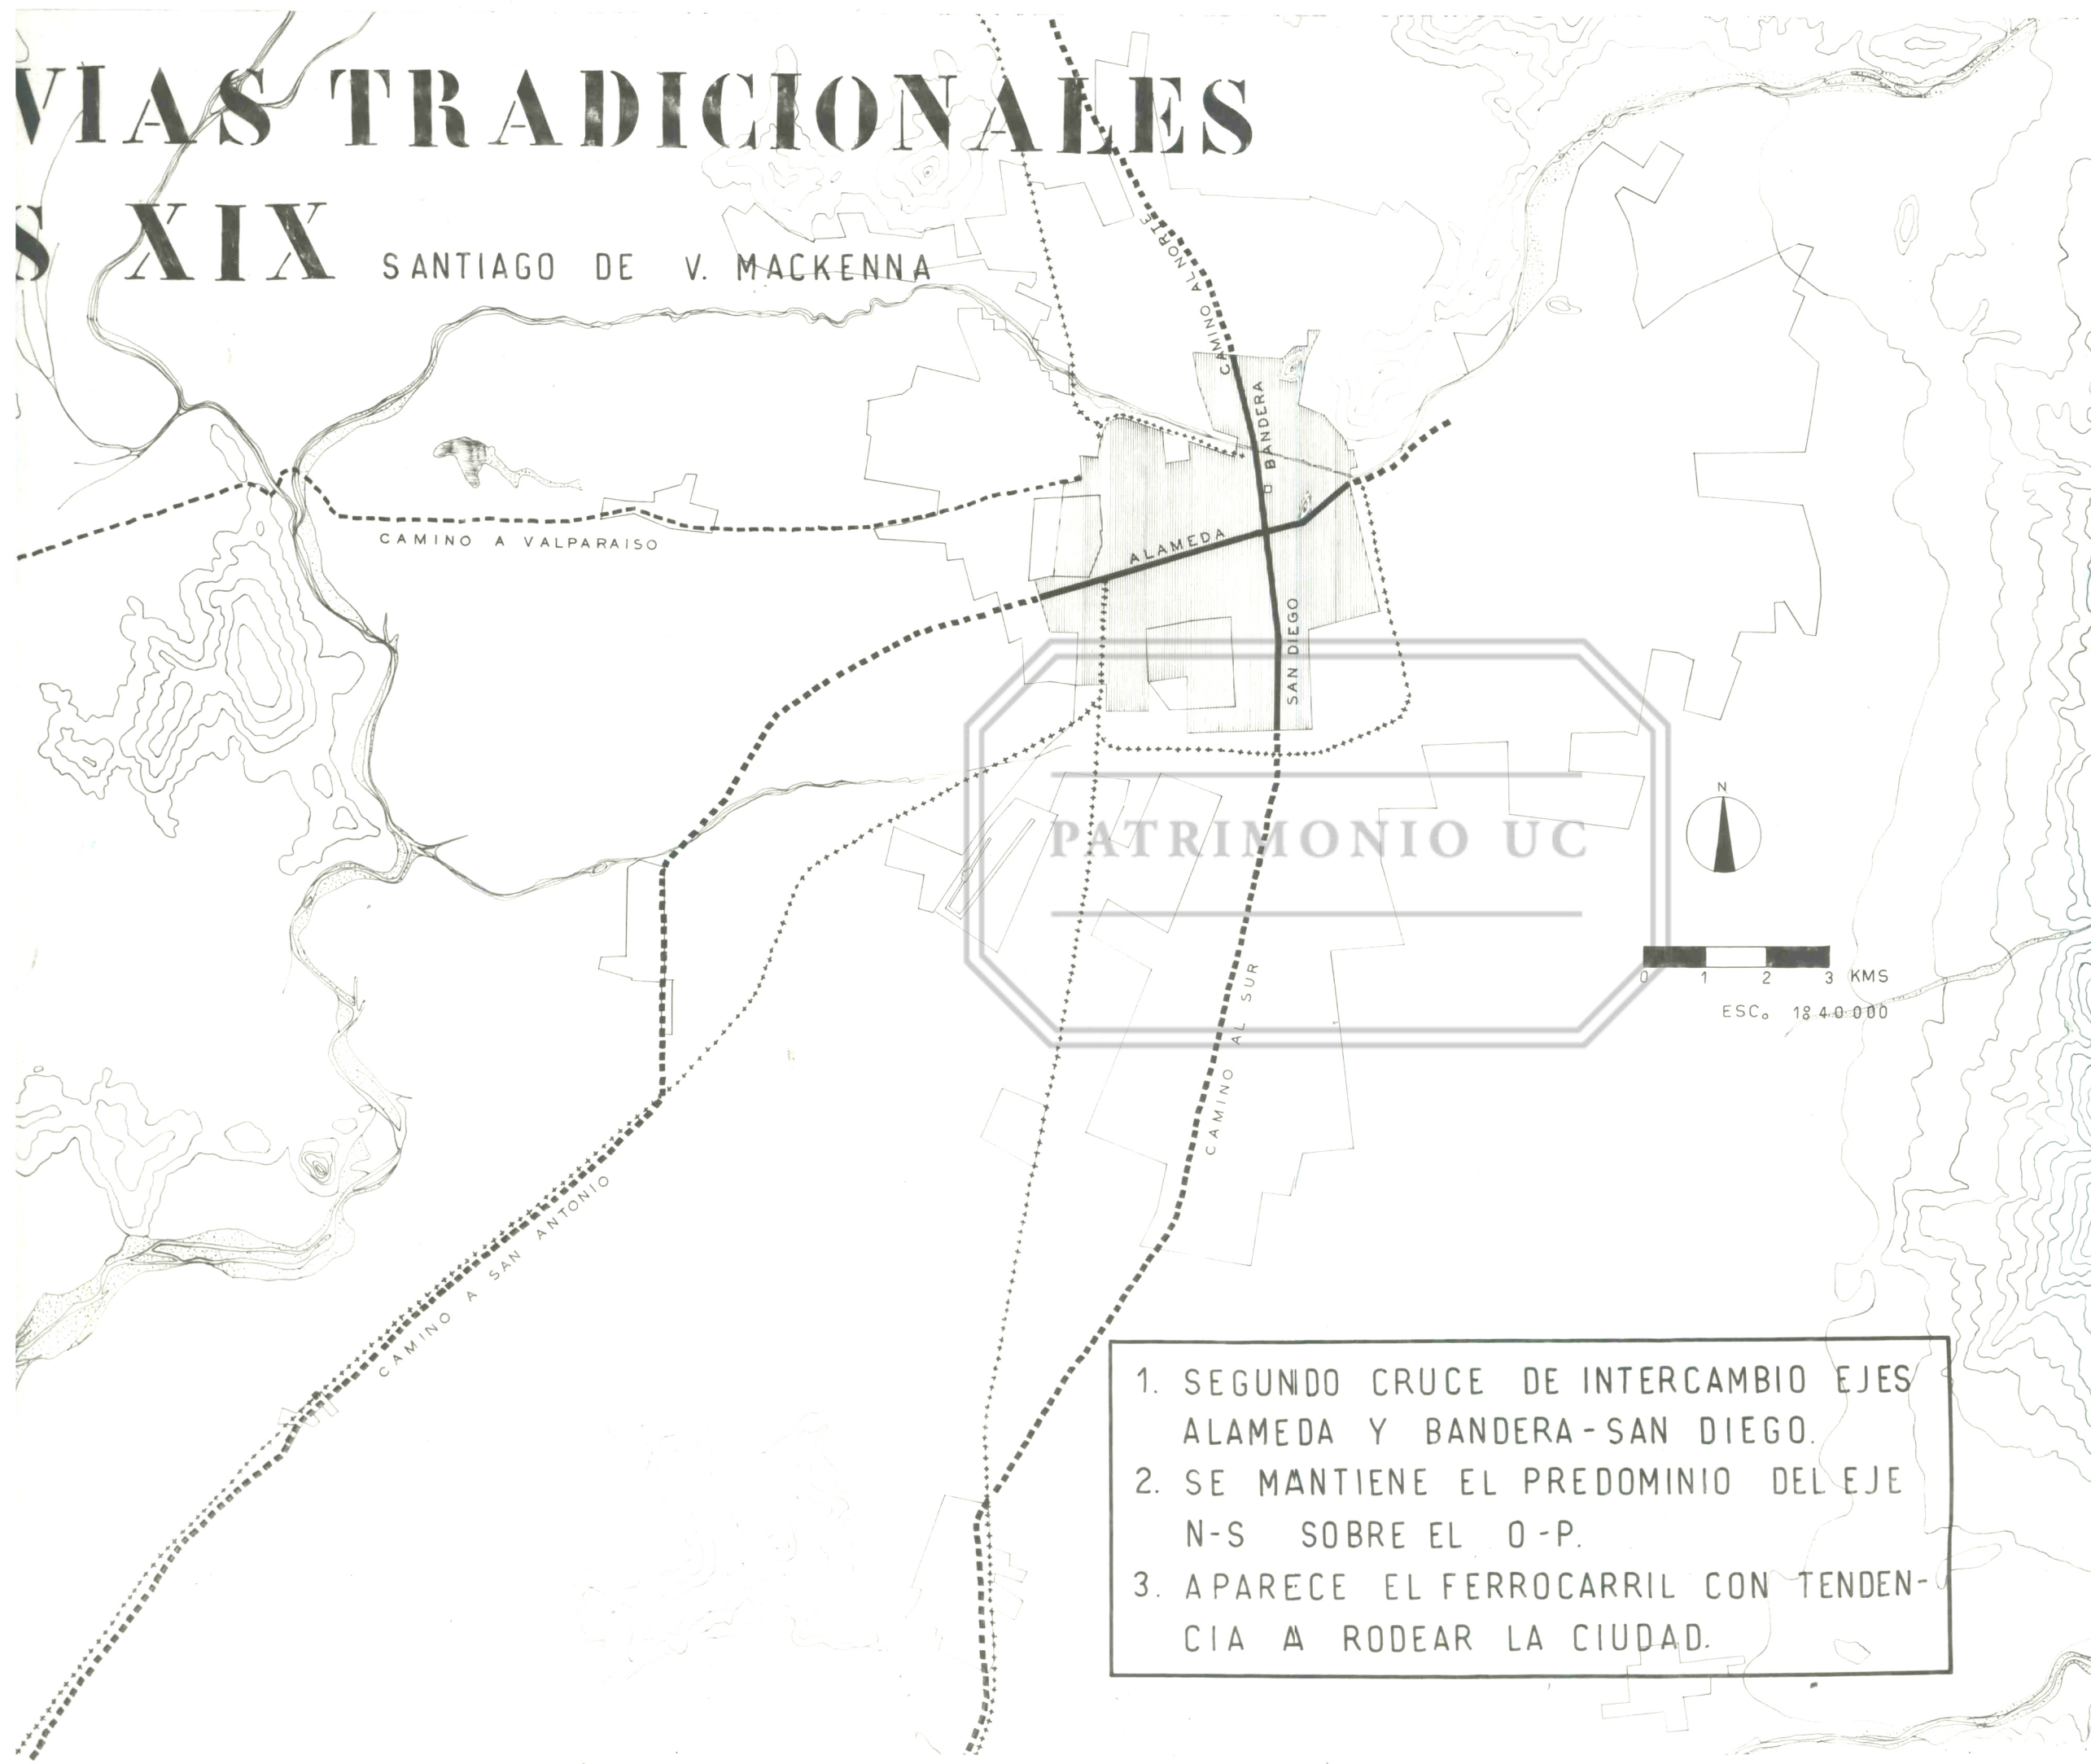 VIAS TRADICIONALES
S XIX SANTIAGO DE V. MACKENNA
CAMINO AL NORTE
BANDERA
CAMINO A VALPARAISO
ALAMEDA
SAN DIEGO
PATRIMONIO UC
N
0 1 2 3 KMS
ESC. 1:40.000
CAMINO AL SUR
CAMINO A SAN ANTONIO
1. SEGUNDO CRUCE DE INTERCAMBIO EJES
ALAMEDA Y BANDERA-SAN DIEGO.
2. SE MANTIENE EL PREDOMINIO DEL EJE
N-S SOBRE EL O-P.
3. APARECE EL FERROCARRIL CON TENDEN-
CIA A RODEAR LA CIUDAD.